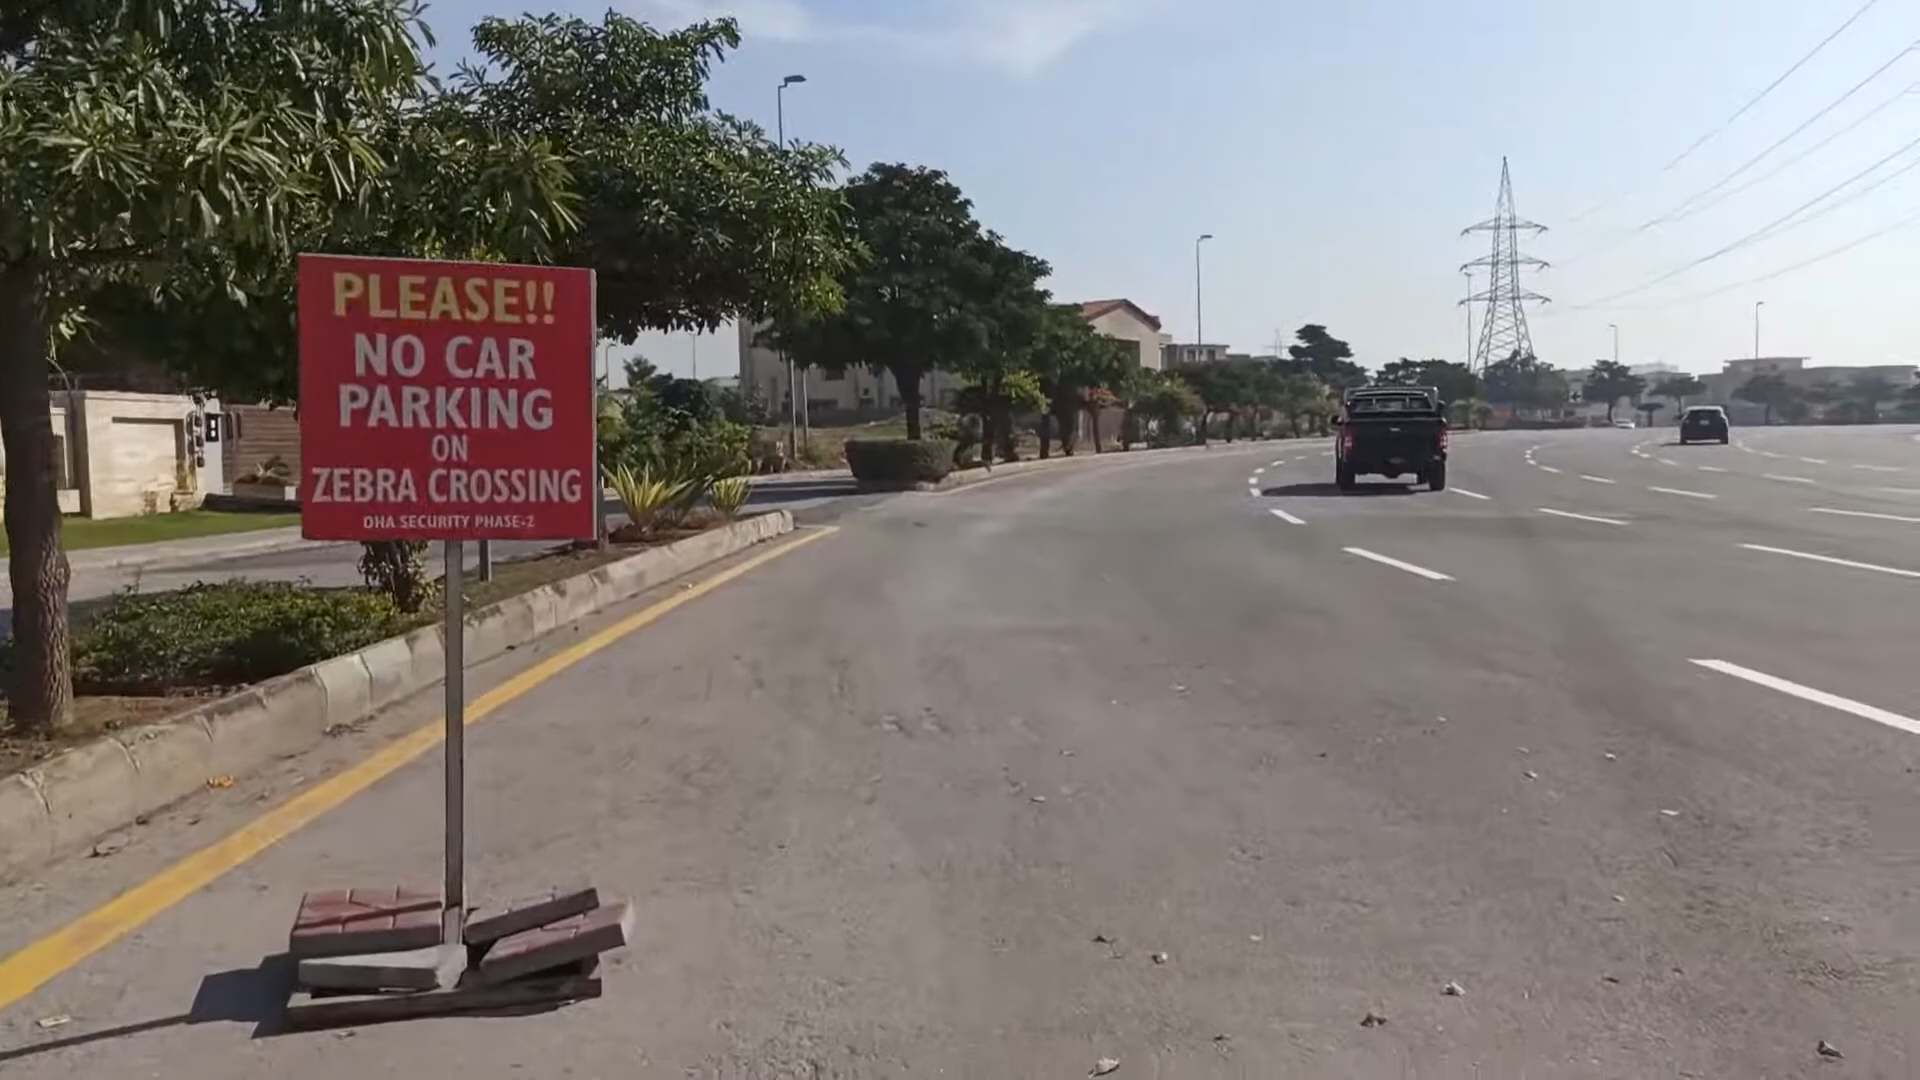 PLEASE!!
NO CAR
PARKING
ON
ZEBRA CROSSING
DHA SECURITY PHASE-2